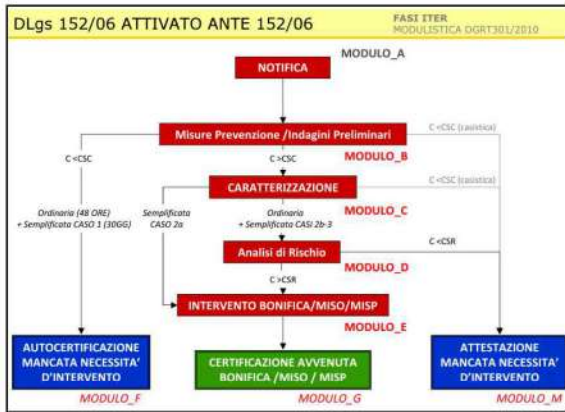 DLgs 152/06 ATTIVATO ANTE 152/06
FASI ITER
MODULISTICA DGRT301/2010
MODULO_A
NOTIFICA
Misure Prevenzione /Indagini Preliminari
C <CSC (casistica)
C <CSC
C >CSC
MODULO_B
CARATTERIZZAZIONE
C <CSC (casistica)
MODULO_C
Ordinaria (48 ORE)
+ Semplificata CASO 1 (30GG)
Semplificata
CASO 2a
Ordinaria
+ Semplificata CASI 2b-3
Analisi di Rischio
C <CSR
MODULO_D
C >CSR
INTERVENTO BONIFICA/MISO/MISP
MODULO_E
AUTOCERTIFICAZIONE
MANCATA NECESSITA'
D'INTERVENTO
CERTIFICAZIONE AVVENUTA
BONIFICA /MISO / MISP
ATTESTAZIONE
MANCATA NECESSITA'
D'INTERVENTO
MODULO_F
MODULO_G
MODULO_M